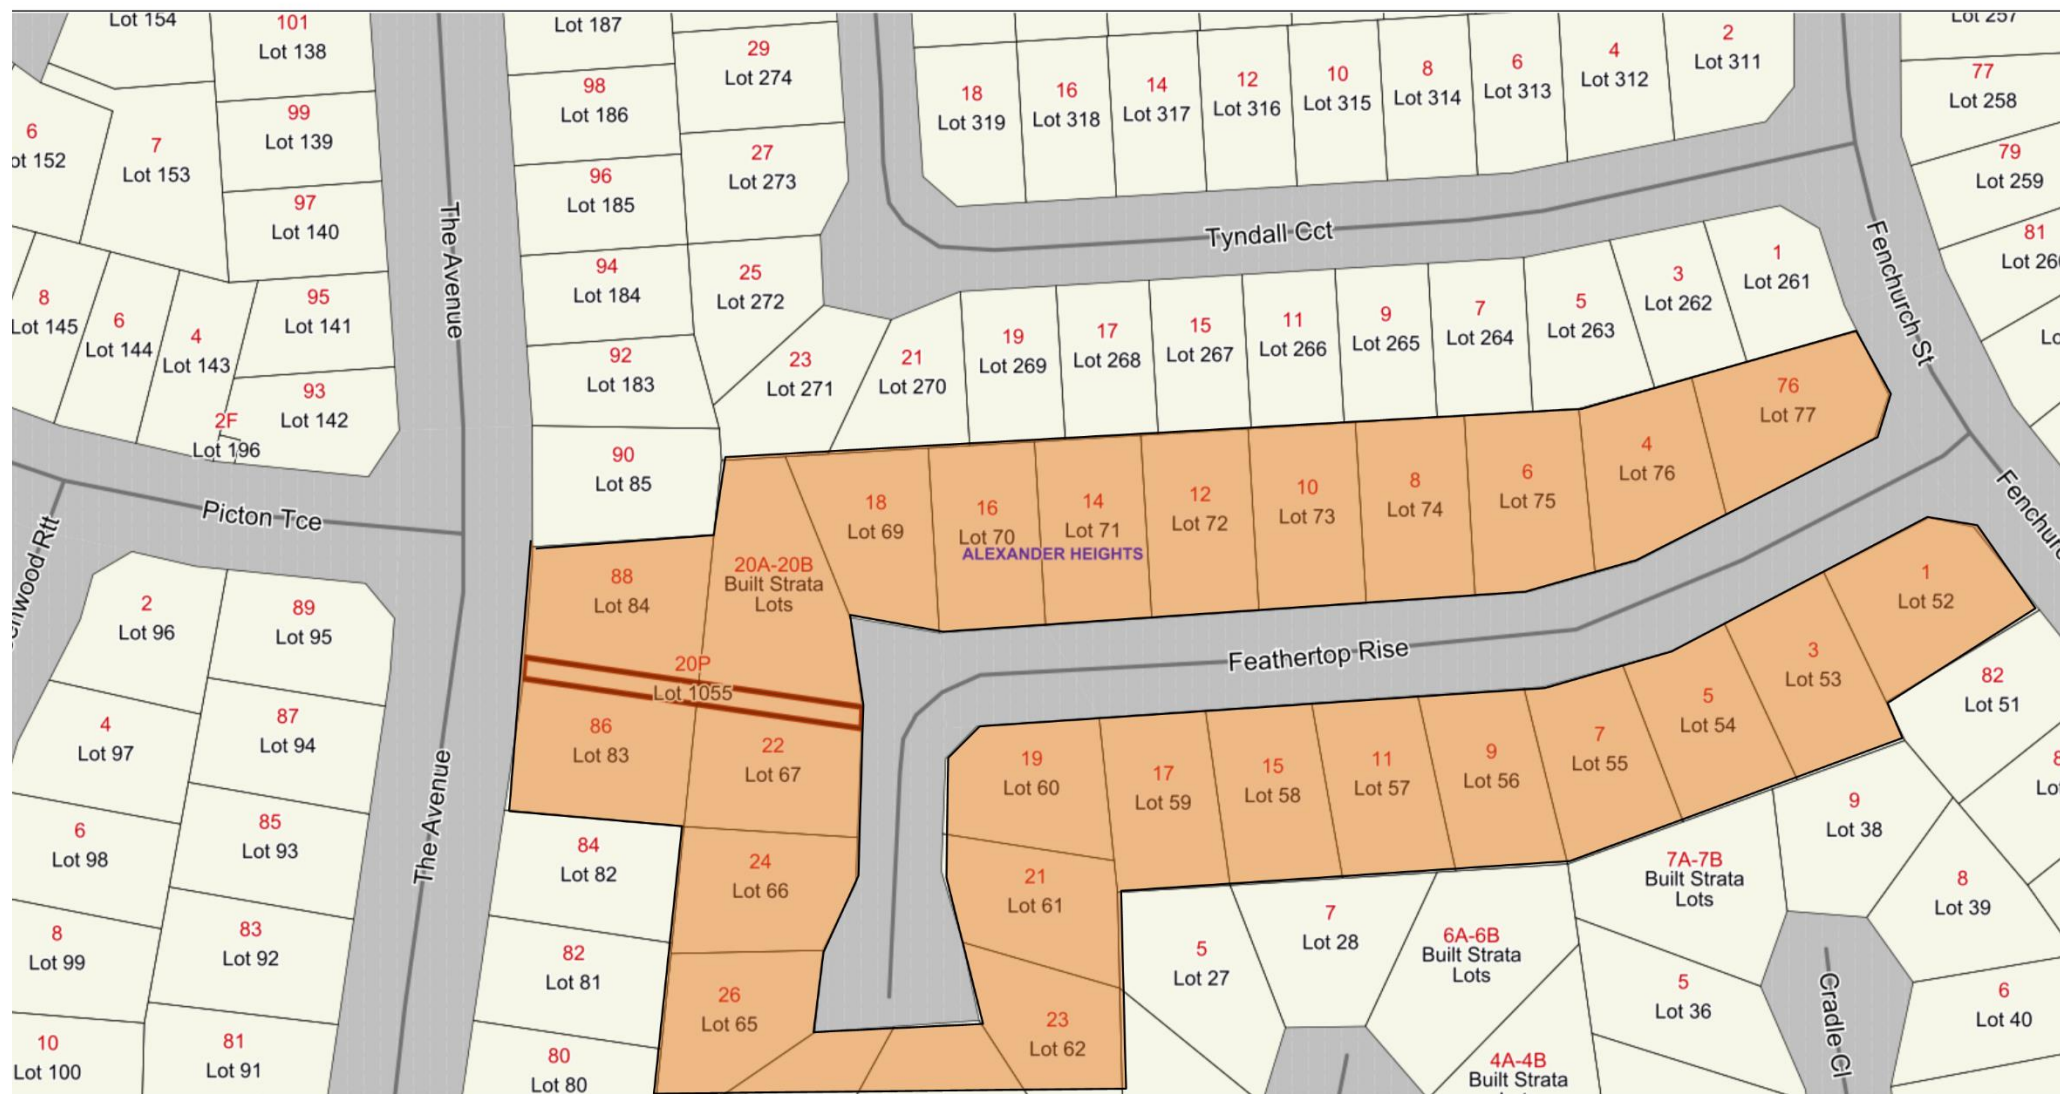 Lot 154
101
Lot 138
Lot 187
29
Lot 274
98
Lot 186
99
Lot 139
6
ot 152
7
Lot 153
27
Lot 273
96
Lot 185
97
Lot 140
18
Lot 319
16
Lot 318
14
Lot 317
12
Lot 316
10
Lot 315
8
Lot 314
6
Lot 313
4
Lot 312
2
Lot 311
Lot 257
77
Lot 258
79
Lot 259
81
Lot 260
The Avenue
Tyndall Cct
Fenchurch St
8
Lot 145
6
Lot 144
4
Lot 143
95
Lot 141
94
Lot 184
25
Lot 272
93
Lot 142
2F
Lot 196
92
Lot 183
23
Lot 271
21
Lot 270
19
Lot 269
17
Lot 268
15
Lot 267
11
Lot 266
9
Lot 265
7
Lot 264
5
Lot 263
3
Lot 262
1
Lot 261
76
Lot 77
90
Lot 85
Picton Tce
18
Lot 69
16
Lot 70
14
Lot 71
12
Lot 72
10
Lot 73
8
Lot 74
6
Lot 75
4
Lot 76
ALEXANDER HEIGHTS
Fenchurc
enwood Rtt
88
Lot 84
20A-20B
Built Strata
Lots
2
Lot 96
89
Lot 95
20P
Lot 1055
Feathertop Rise
1
Lot 52
3
Lot 53
82
Lot 51
4
Lot 97
87
Lot 94
86
Lot 83
22
Lot 67
5
Lot 54
7
Lot 55
9
Lot 56
11
Lot 57
15
Lot 58
17
Lot 59
19
Lot 60
The Avenue
6
Lot 98
85
Lot 93
84
Lot 82
24
Lot 66
21
Lot 61
9
Lot 38
7A-7B
Built Strata
Lots
8
Lot 39
8
Lot 99
83
Lot 92
82
Lot 81
26
Lot 65
23
Lot 62
5
Lot 27
7
Lot 28
6A-6B
Built Strata
Lots
5
Lot 36
Cradle Cl
6
Lot 40
10
Lot 100
81
Lot 91
80
Lot 80
4A-4B
Built Strata